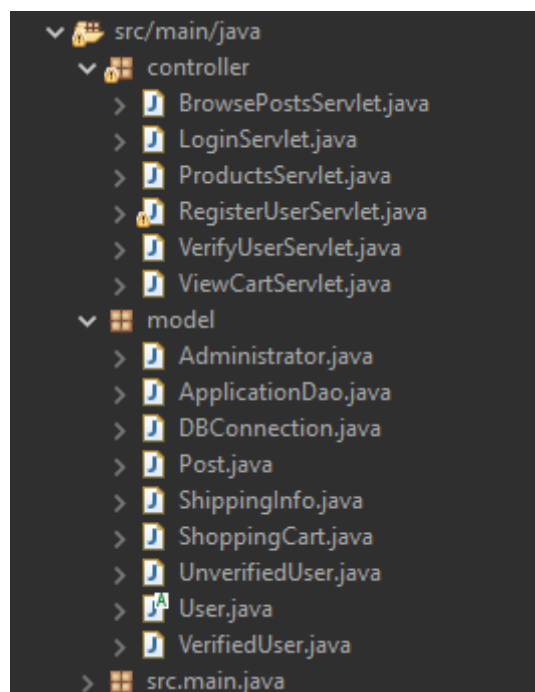 src/main/java
controller
BrowsePostsServlet.java
LoginServlet.java
ProductsServlet.java
RegisterUserServlet.java
VerifyUserServlet.java
ViewCartServlet.java
model
Administrator.java
ApplicationDao.java
DBConnection.java
Post.java
ShippingInfo.java
ShoppingCart.java
UnverifiedUser.java
User.java
VerifiedUser.java
src.main.java